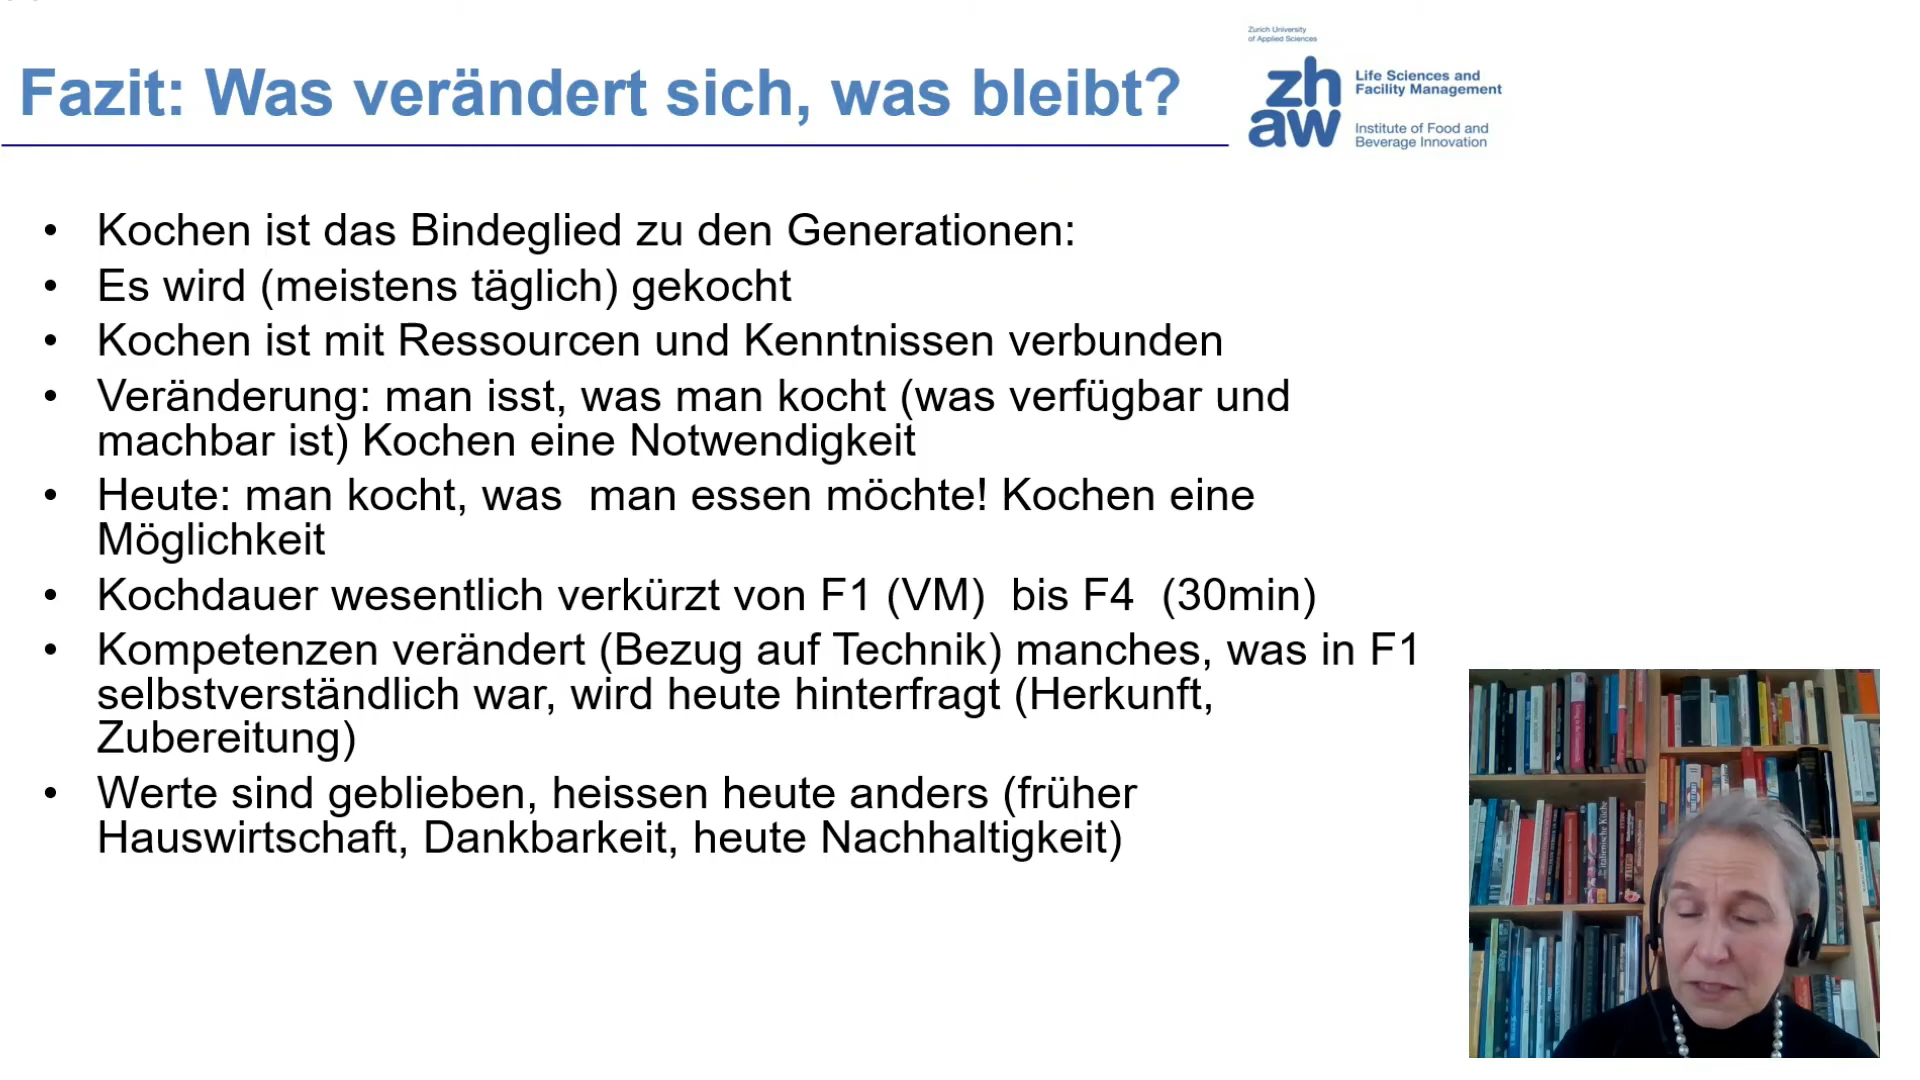 Zurich University
of Applied Sciences
Fazit: Was verändert sich, was bleibt?
zh
aw
Life Sciences and
Facility Management
Institute of Food and
Beverage Innovation
• Kochen ist das Bindeglied zu den Generationen:
• Es wird (meistens täglich) gekocht
• Kochen ist mit Ressourcen und Kenntnissen verbunden
• Veränderung: man isst, was man kocht (was verfügbar und
machbar ist) Kochen eine Notwendigkeit
• Heute: man kocht, was  man essen möchte! Kochen eine
Möglichkeit
• Kochdauer wesentlich verkürzt von F1 (VM)  bis F4  (30min)
• Kompetenzen verändert (Bezug auf Technik) manches, was in F1
selbstverständlich war, wird heute hinterfragt (Herkunft,
Zubereitung)
• Werte sind geblieben, heissen heute anders (früher
Hauswirtschaft, Dankbarkeit, heute Nachhaltigkeit)
italienische Küche